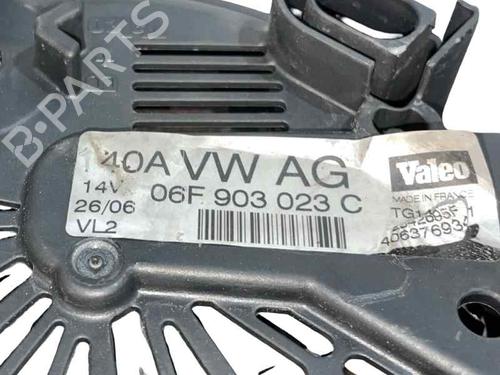 B-PARTS
140A VW AG
14V
06F 903 023 C
26/06
VL2
Valeo
MADE IN FRANCE